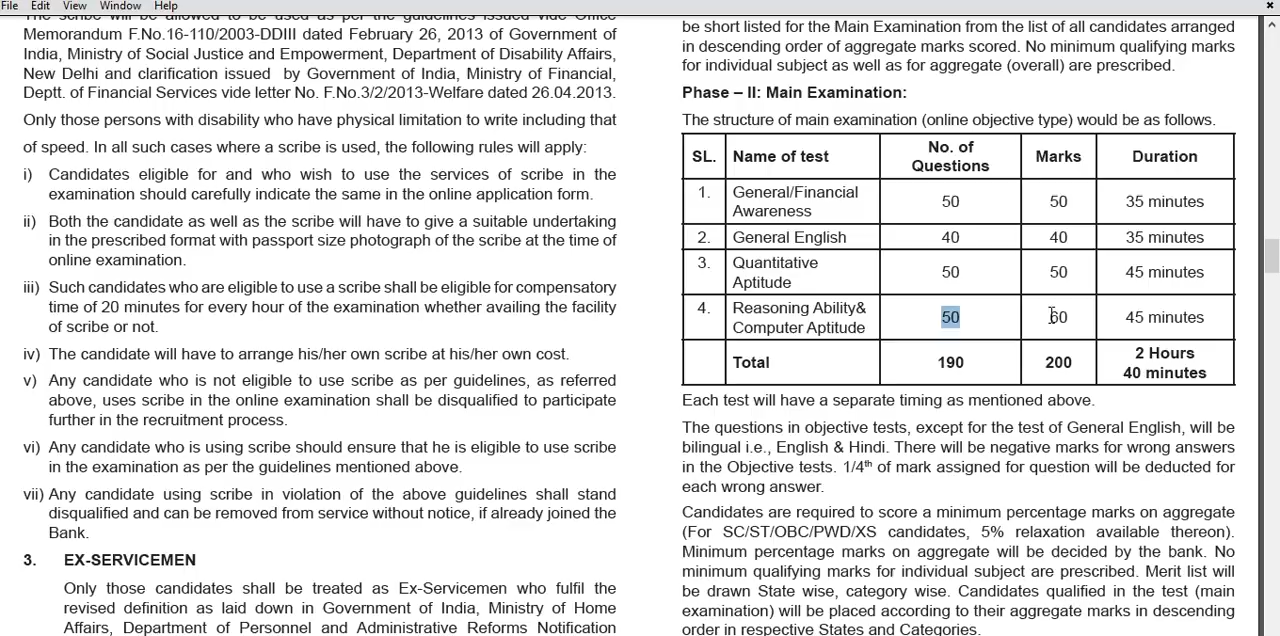 File Edit View Window Help
The scribe will be allowed to be used as per the guidelines issued vide Office
Memorandum F.No.16-110/2003-DDIII dated February 26, 2013 of Government of
India, Ministry of Social Justice and Empowerment, Department of Disability Affairs,
New Delhi and clarification issued by Government of India, Ministry of Financial,
Deptt. of Financial Services vide letter No. F.No.3/2/2013-Welfare dated 26.04.2013.
Only those persons with disability who have physical limitation to write including that
of speed. In all such cases where a scribe is used, the following rules will apply:
i) Candidates eligible for and who wish to use the services of scribe in the
examination should carefully indicate the same in the online application form.
ii) Both the candidate as well as the scribe will have to give a suitable undertaking
in the prescribed format with passport size photograph of the scribe at the time of
online examination.
iii) Such candidates who are eligible to use a scribe shall be eligible for compensatory
time of 20 minutes for every hour of the examination whether availing the facility
of scribe or not.
iv) The candidate will have to arrange his/her own scribe at his/her own cost.
v) Any candidate who is not eligible to use scribe as per guidelines, as referred
above, uses scribe in the online examination shall be disqualified to participate
further in the recruitment process.
vi) Any candidate who is using scribe should ensure that he is eligible to use scribe
in the examination as per the guidelines mentioned above.
vii) Any candidate using scribe in violation of the above guidelines shall stand
disqualified and can be removed from service without notice, if already joined the
Bank.
3. EX-SERVICEMEN
Only those candidates shall be treated as Ex-Servicemen who fulfil the
revised definition as laid down in Government of India, Ministry of Home
Affairs, Department of Personnel and Administrative Reforms Notification
be short listed for the Main Examination from the list of all candidates arranged
in descending order of aggregate marks scored. No minimum qualifying marks
for individual subject as well as for aggregate (overall) are prescribed.
Phase – II: Main Examination:
The structure of main examination (online objective type) would be as follows.
SL. Name of test No. of Questions Marks Duration
1. General/Financial Awareness 50 50 35 minutes
2. General English 40 40 35 minutes
3. Quantitative Aptitude 50 50 45 minutes
4. Reasoning Ability& Computer Aptitude 50 60 45 minutes
Total 190 200 2 Hours 40 minutes
Each test will have a separate timing as mentioned above.
The questions in objective tests, except for the test of General English, will be
bilingual i.e., English & Hindi. There will be negative marks for wrong answers
in the Objective tests. 1/4th of mark assigned for question will be deducted for
each wrong answer.
Candidates are required to score a minimum percentage marks on aggregate
(For SC/ST/OBC/PWD/XS candidates, 5% relaxation available thereon).
Minimum percentage marks on aggregate will be decided by the bank. No
minimum qualifying marks for individual subject are prescribed. Merit list will
be drawn State wise, category wise. Candidates qualified in the test (main
examination) will be placed according to their aggregate marks in descending
order in respective States and Categories.